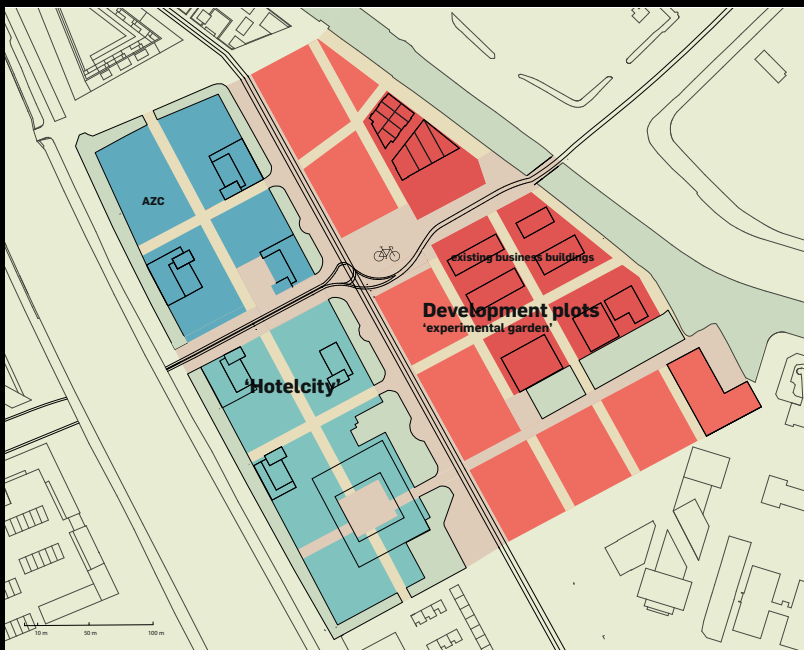 AZC
existing business buildings
Development plots
‘experimental garden’
‘Hotelcity’
10 m 50 m 100 m